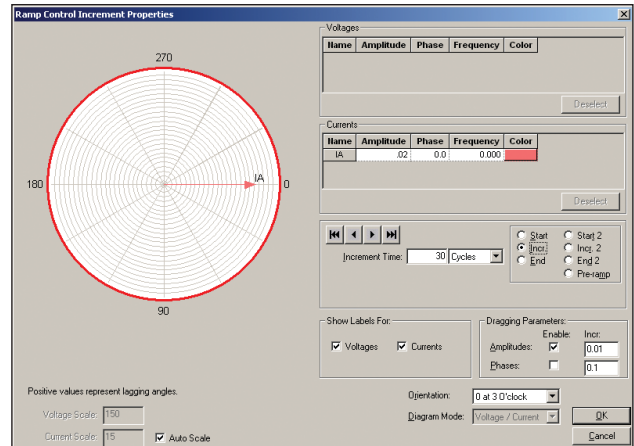 Ramp Control Increment Properties
Voltages
Name Amplitude Phase Frequency Color
Deselect
Currents
Name Amplitude Phase Frequency Color
IA .02 0.0 0.000
Deselect
270
180
IA
0
90
Increment Time: 30 Cycles
Start Start 2
Incr. Incr. 2
End End 2
Pre-ramp
Show Labels For:
Voltages Currents
Dragging Parameters:
Enable: Incr:
Amplitudes: 0.01
Phases: 0.1
Positive values represent lagging angles.
Voltage Scale: 150
Current Scale: 15 Auto Scale
Orientation: 0 at 3 O'clock
Diagram Mode: Voltage / Current
OK
Cancel